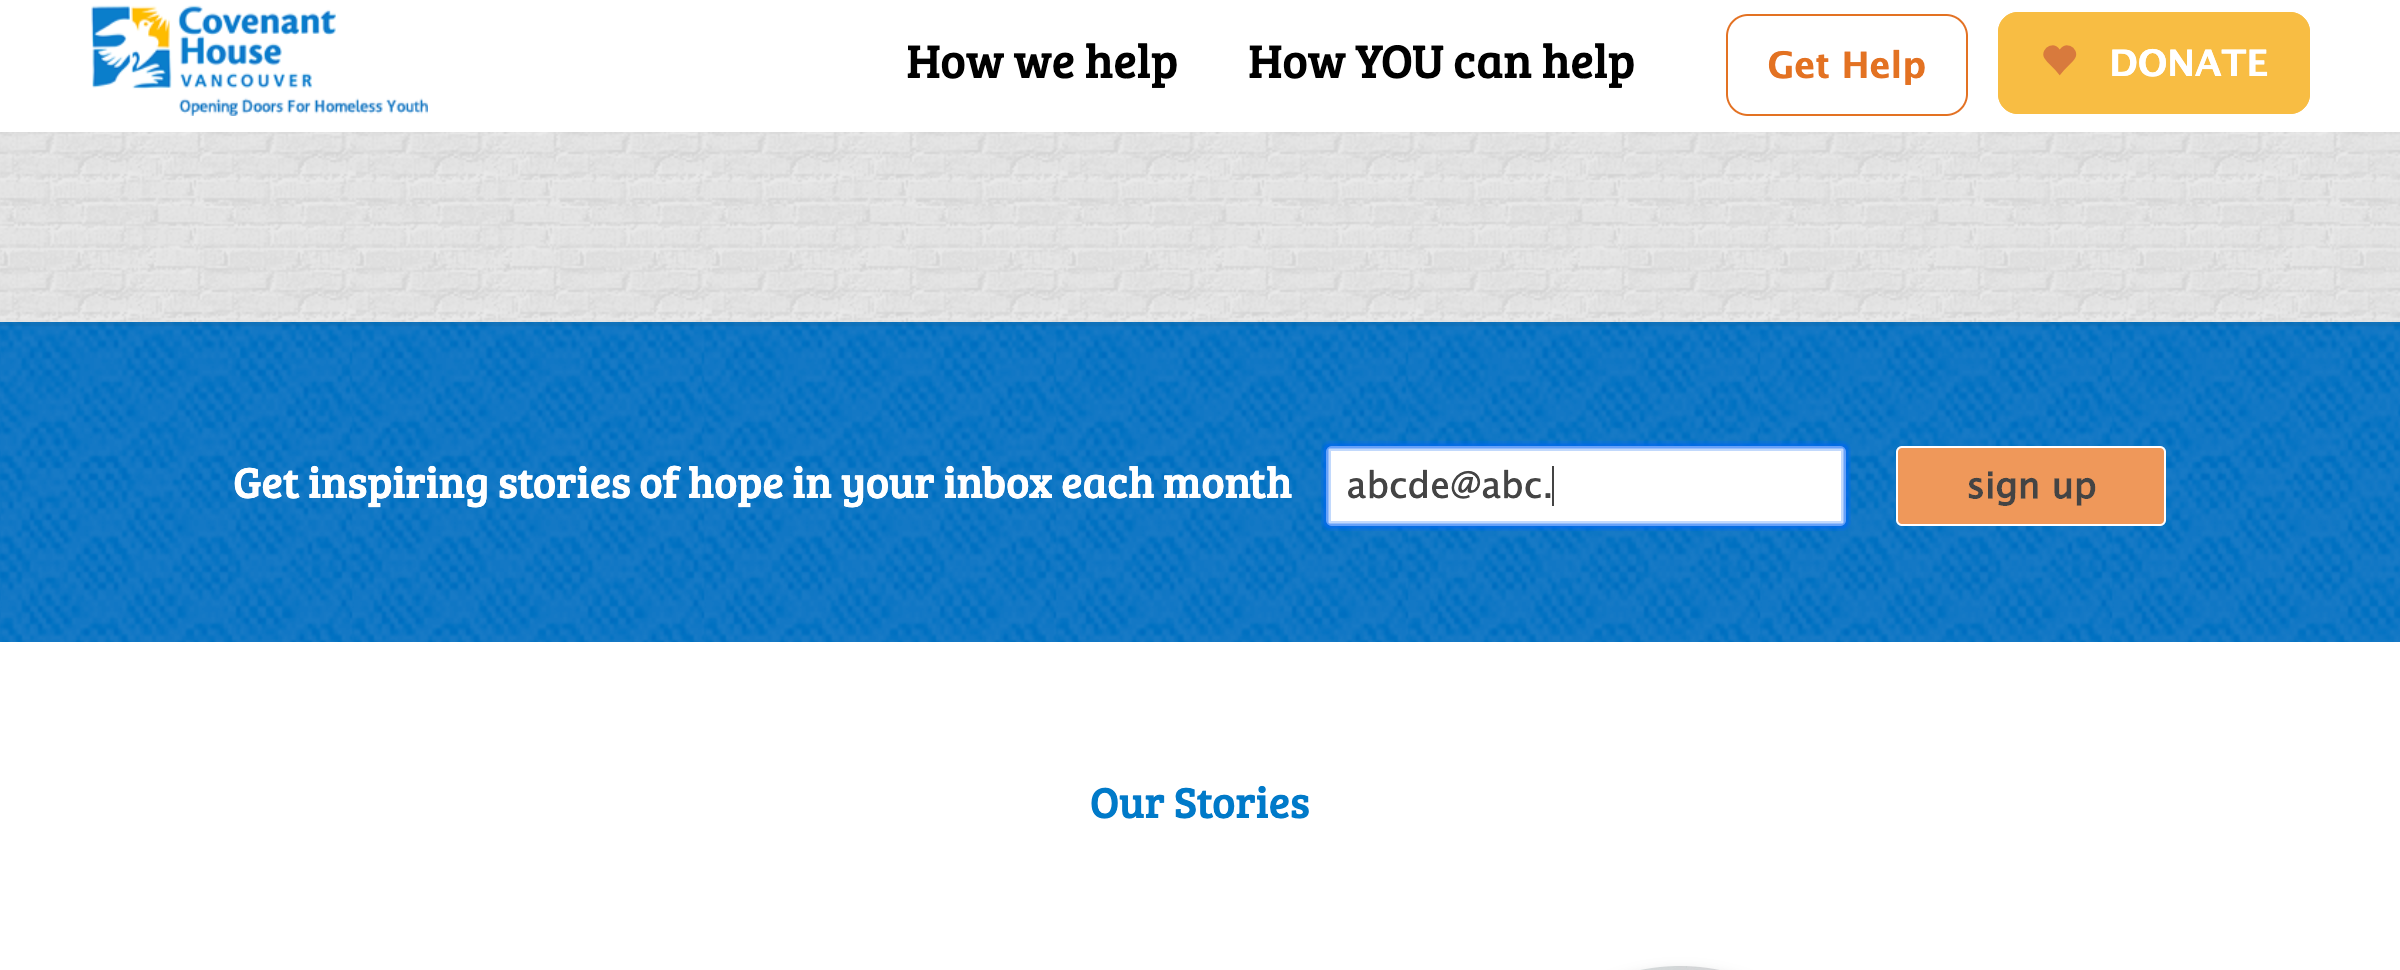 Covenant
House
VANCOUVER
Opening Doors For Homeless Youth
How we help
How YOU can help
Get Help
DONATE
Get inspiring stories of hope in your inbox each month
abcde@abc.
sign up
Our Stories